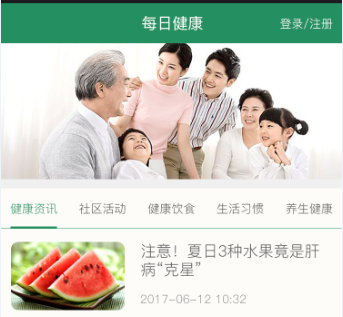 每日健康
登录/注册
健康资讯 社区活动 健康饮食 生活习惯 养生健康
注意！夏日3种水果竟是肝
病“克星”
2017-06-12 10:32